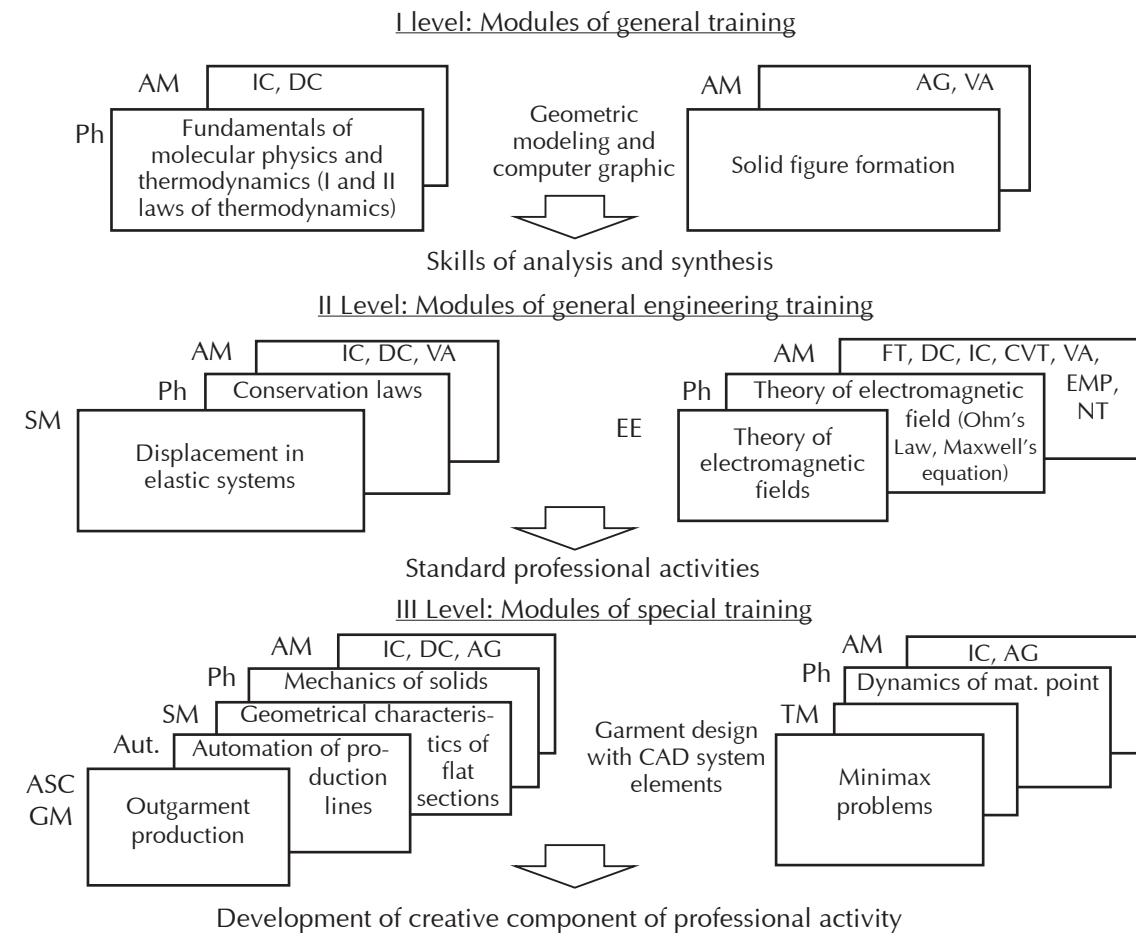 I level: Modules of general training
AM
IC, DC
Ph
Fundamentals of
molecular physics and
thermodynamics (I and II
laws of thermodynamics)
Geometric
modeling and
computer graphic
AM
AG, VA
Solid figure formation
Skills of analysis and synthesis
II Level: Modules of general engineering training
AM
IC, DC, VA
Ph
Conservation laws
SM
Displacement in
elastic systems
AM
FT, DC, IC, CVT, VA,
EMP,
NT
Ph
Theory of electromagnetic
field (Ohm's
Law, Maxwell's
equation)
EE
Theory of
electromagnetic
fields
Standard professional activities
III Level: Modules of special training
AM
IC, DC, AG
Ph
Mechanics of solids
SM
Geometrical characteris-
tics of
flat
sections
Aut.
Automation of pro-
duction
lines
ASC
GM
Outgarment
production
Garment design
with CAD system
elements
AM
IC, AG
Ph
Dynamics of mat. point
TM
Minimax
problems
Development of creative component of professional activity